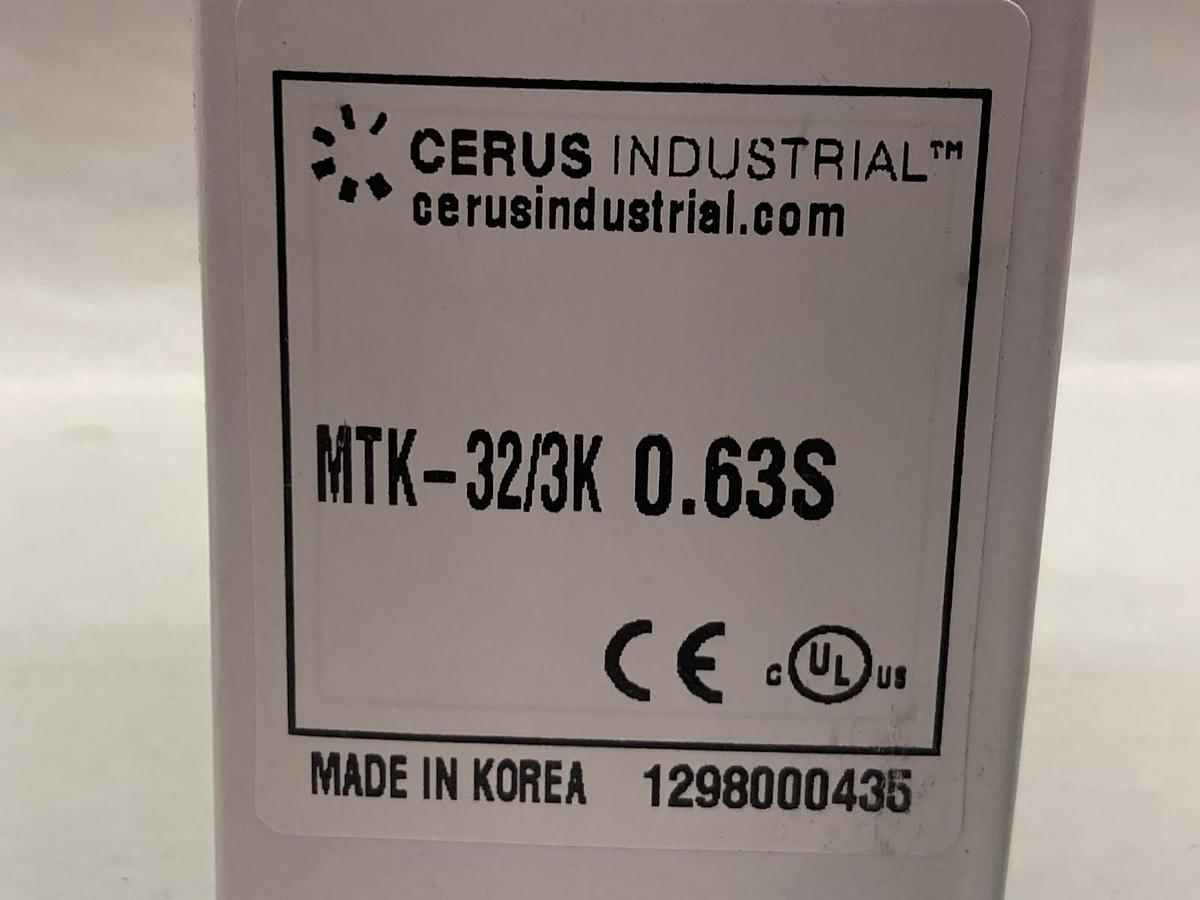 CERUS INDUSTRIAL™
cerusindustrial.com
MTK-32/3K 0.63S
CE c UL us
MADE IN KOREA 1298000435